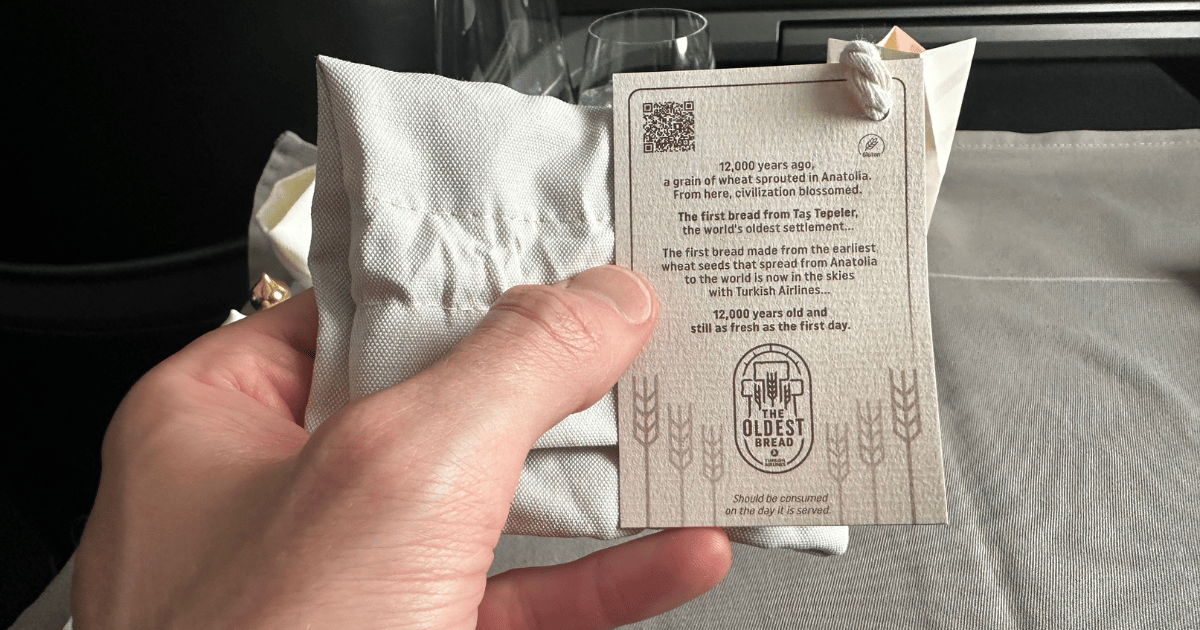 Gluten
12,000 years ago,
a grain of wheat sprouted in Anatolia.
From here, civilization blossomed.
The first bread from Taş Tepeler,
the world's oldest settlement...
The first bread made from the earliest
wheat seeds that spread from Anatolia
to the world is now in the skies
with Turkish Airlines...
12,000 years old and
still as fresh as the first day.
THE
OLDEST
BREAD
TURKISH
AIRLINES
Should be consumed
on the day it is served.